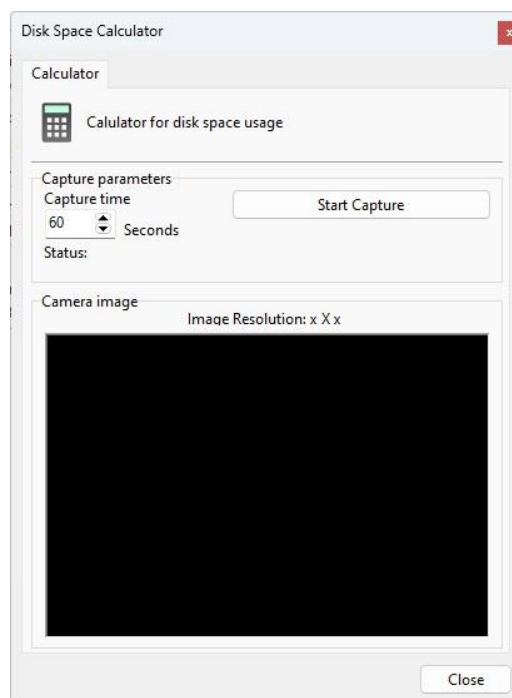 Disk Space Calculator
x
Calculator
Calulator for disk space usage
Capture parameters
Capture time
60
Seconds
Start Capture
Status:
Camera image
Image Resolution: x X x
Close